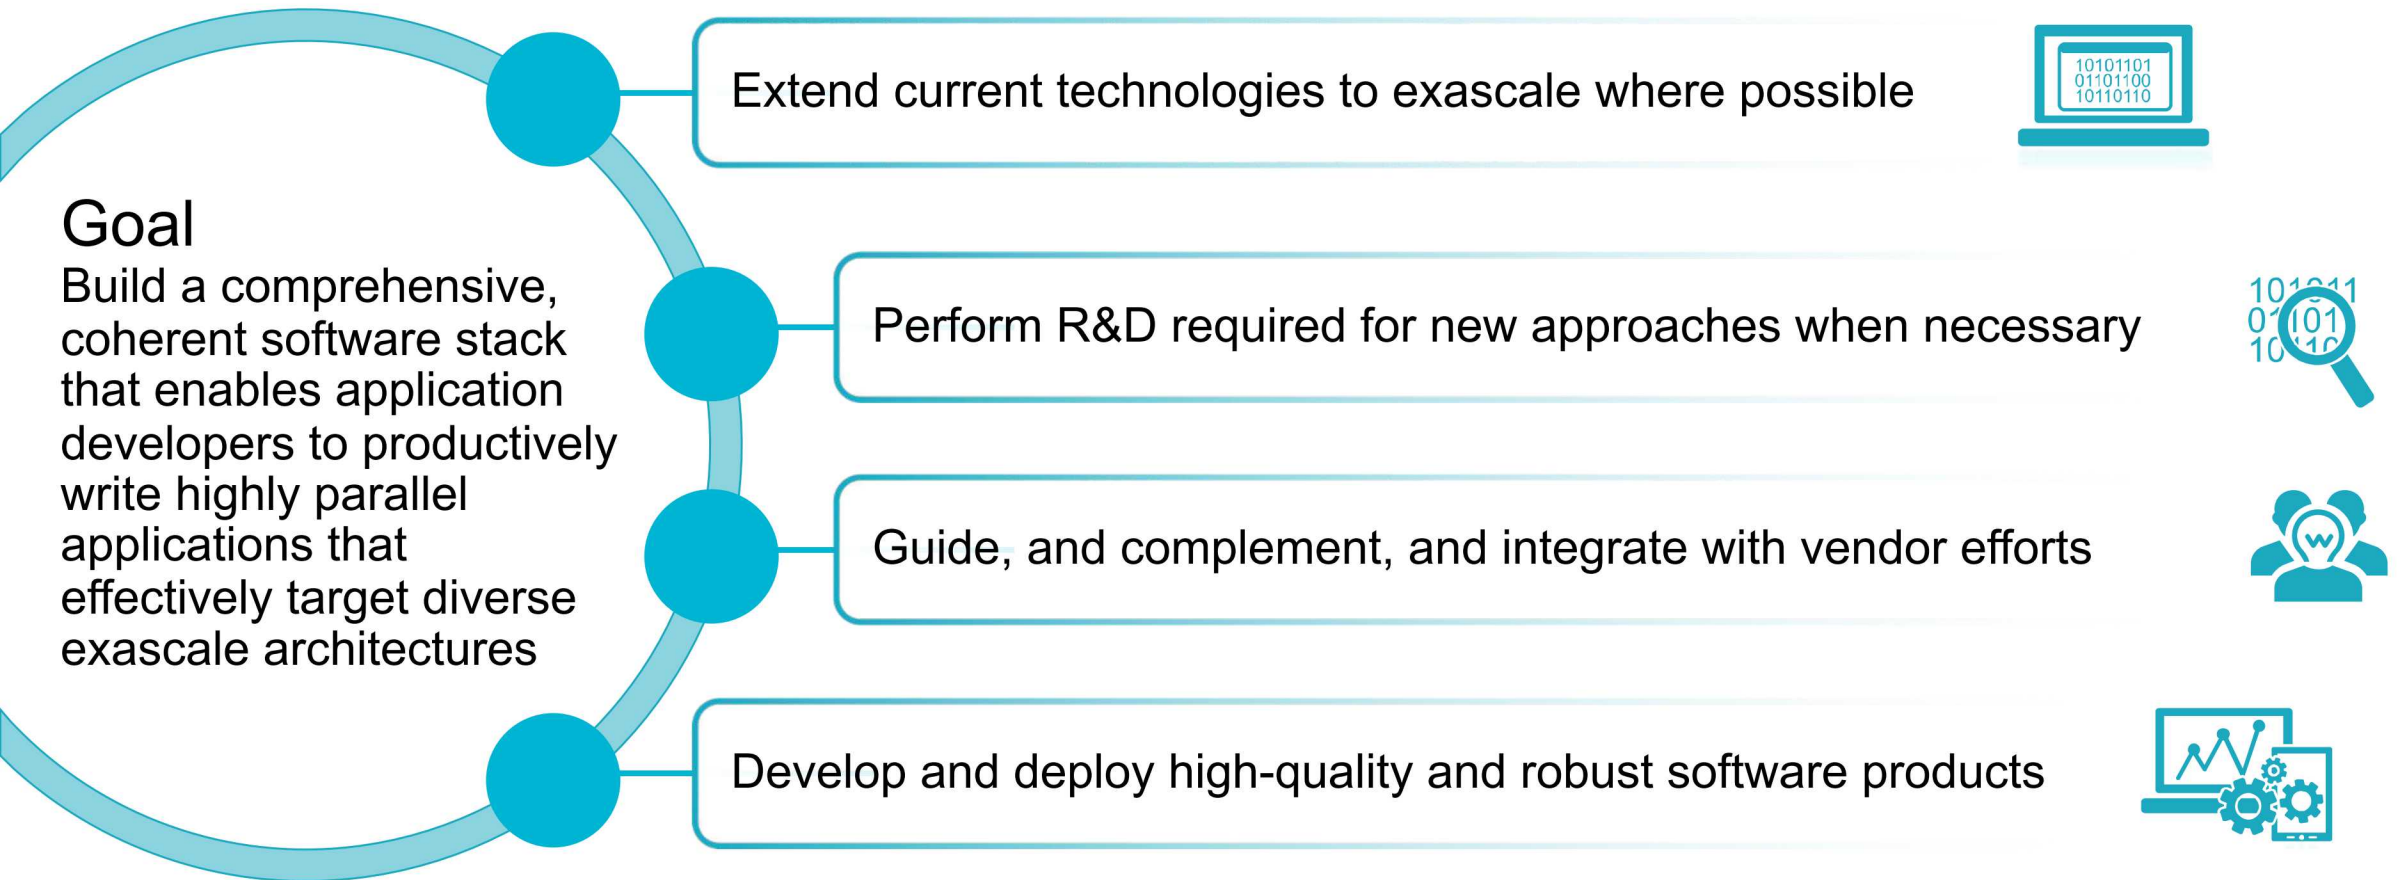 Goal
Build a comprehensive,
coherent software stack
that enables application
developers to productively
write highly parallel
applications that
effectively target diverse
exascale architectures
Extend current technologies to exascale where possible
10101101
01101100
10110110
Perform R&D required for new approaches when necessary
Guide, and complement, and integrate with vendor efforts
Develop and deploy high-quality and robust software products